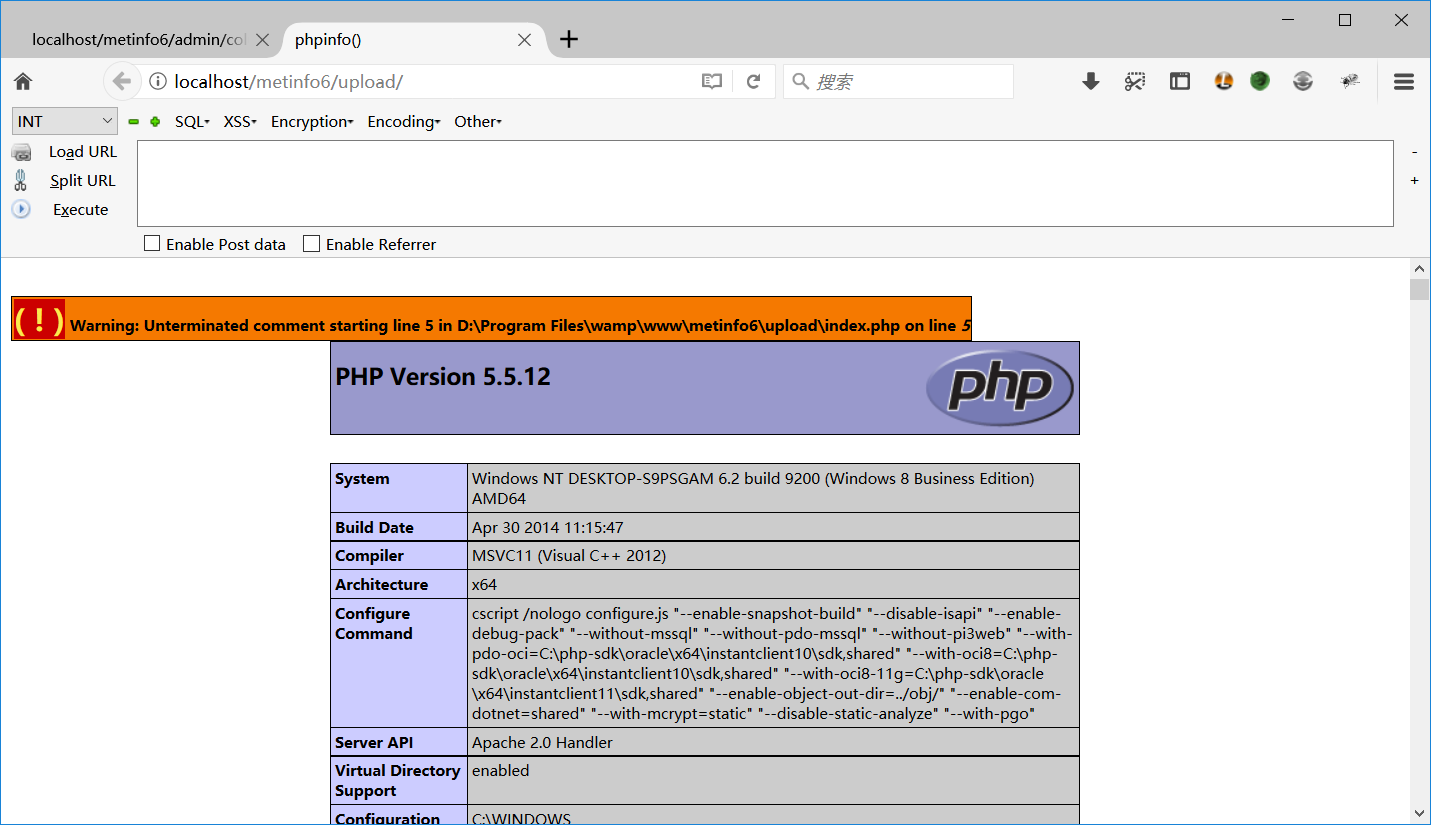 localhost/metinfo6/admin/col
phpinfo()
localhost/metinfo6/upload/
搜索
INT
SQL
XSS
Encryption
Encoding
Other
Load URL
Split URL
Execute
-
+
Enable Post data
Enable Referrer
(!) Warning: Unterminated comment starting line 5 in D:\Program Files\wamp\www\metinfo6\upload\index.php on line 5
PHP Version 5.5.12
php
System
Windows NT DESKTOP-S9PSGAM 6.2 build 9200 (Windows 8 Business Edition)
AMD64
Build Date
Apr 30 2014 11:15:47
Compiler
MSVC11 (Visual C++ 2012)
Architecture
x64
Configure
Command
cscript /nologo configure.js "--enable-snapshot-build" "--disable-isapi" "--enable-
debug-pack" "--without-mssql" "--without-pdo-mssql" "--without-pi3web" "--with-
pdo-oci=C:\php-sdk\oracle\x64\instantclient10\sdk,shared" "--with-oci8=C:\php-
sdk\oracle\x64\instantclient10\sdk,shared" "--with-oci8-11g=C:\php-sdk\oracle
\x64\instantclient11\sdk,shared" "--enable-object-out-dir=../obj/" "--enable-com-
dotnet=shared" "--with-mcrypt=static" "--disable-static-analyze" "--with-pgo"
Server API
Apache 2.0 Handler
Virtual Directory
Support
enabled
Configuration
C:\WINDOWS